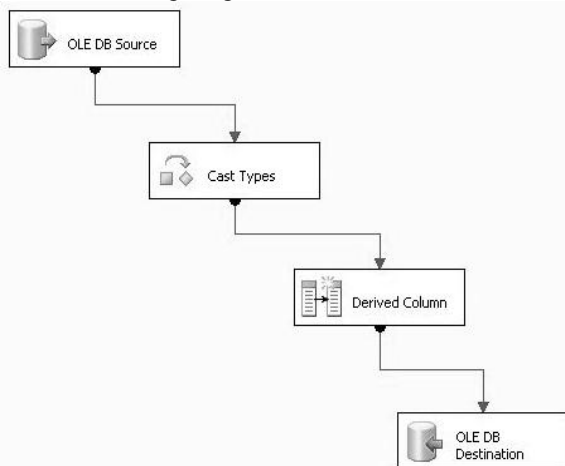 OLE DB Source
Cast Types
Derived Column
OLE DB
Destination